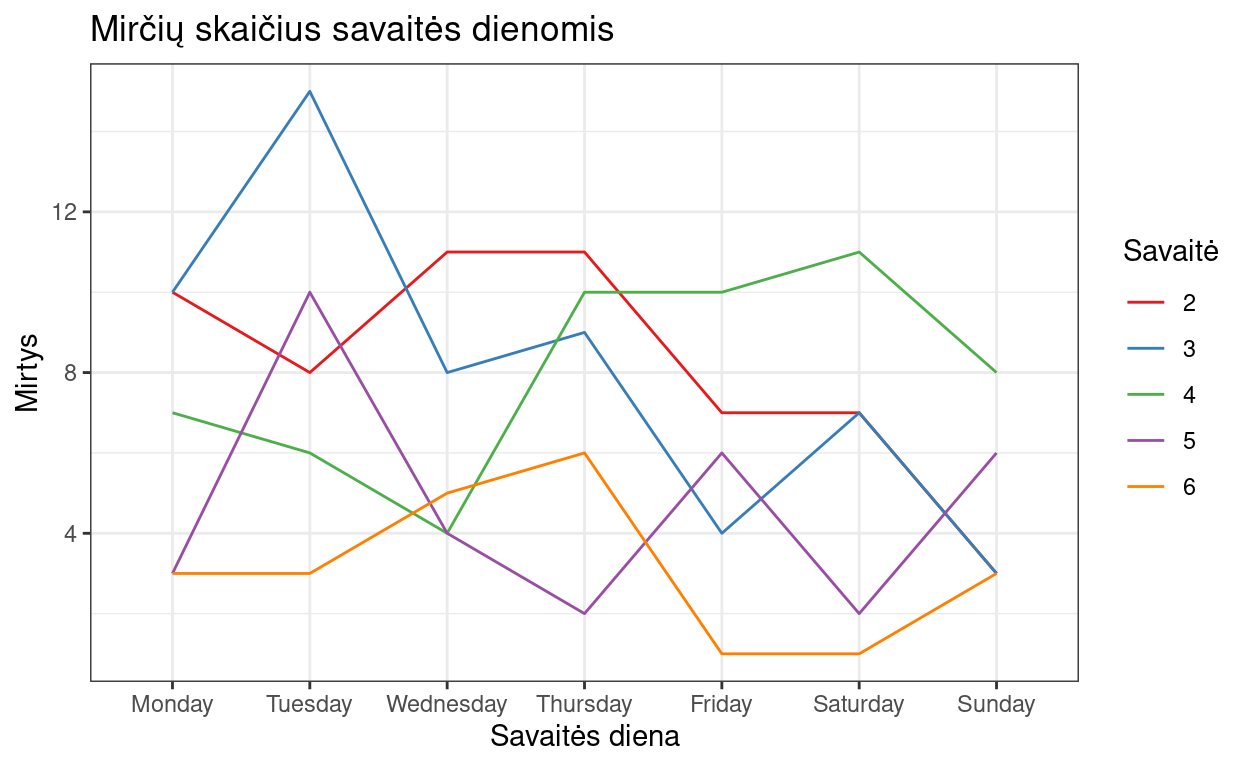 Mirčių skaičius savaitės dienomis
Mirtys
12
8
4
Monday Tuesday Wednesday Thursday Friday Saturday Sunday
Savaitės diena
Savaitė
2
3
4
5
6